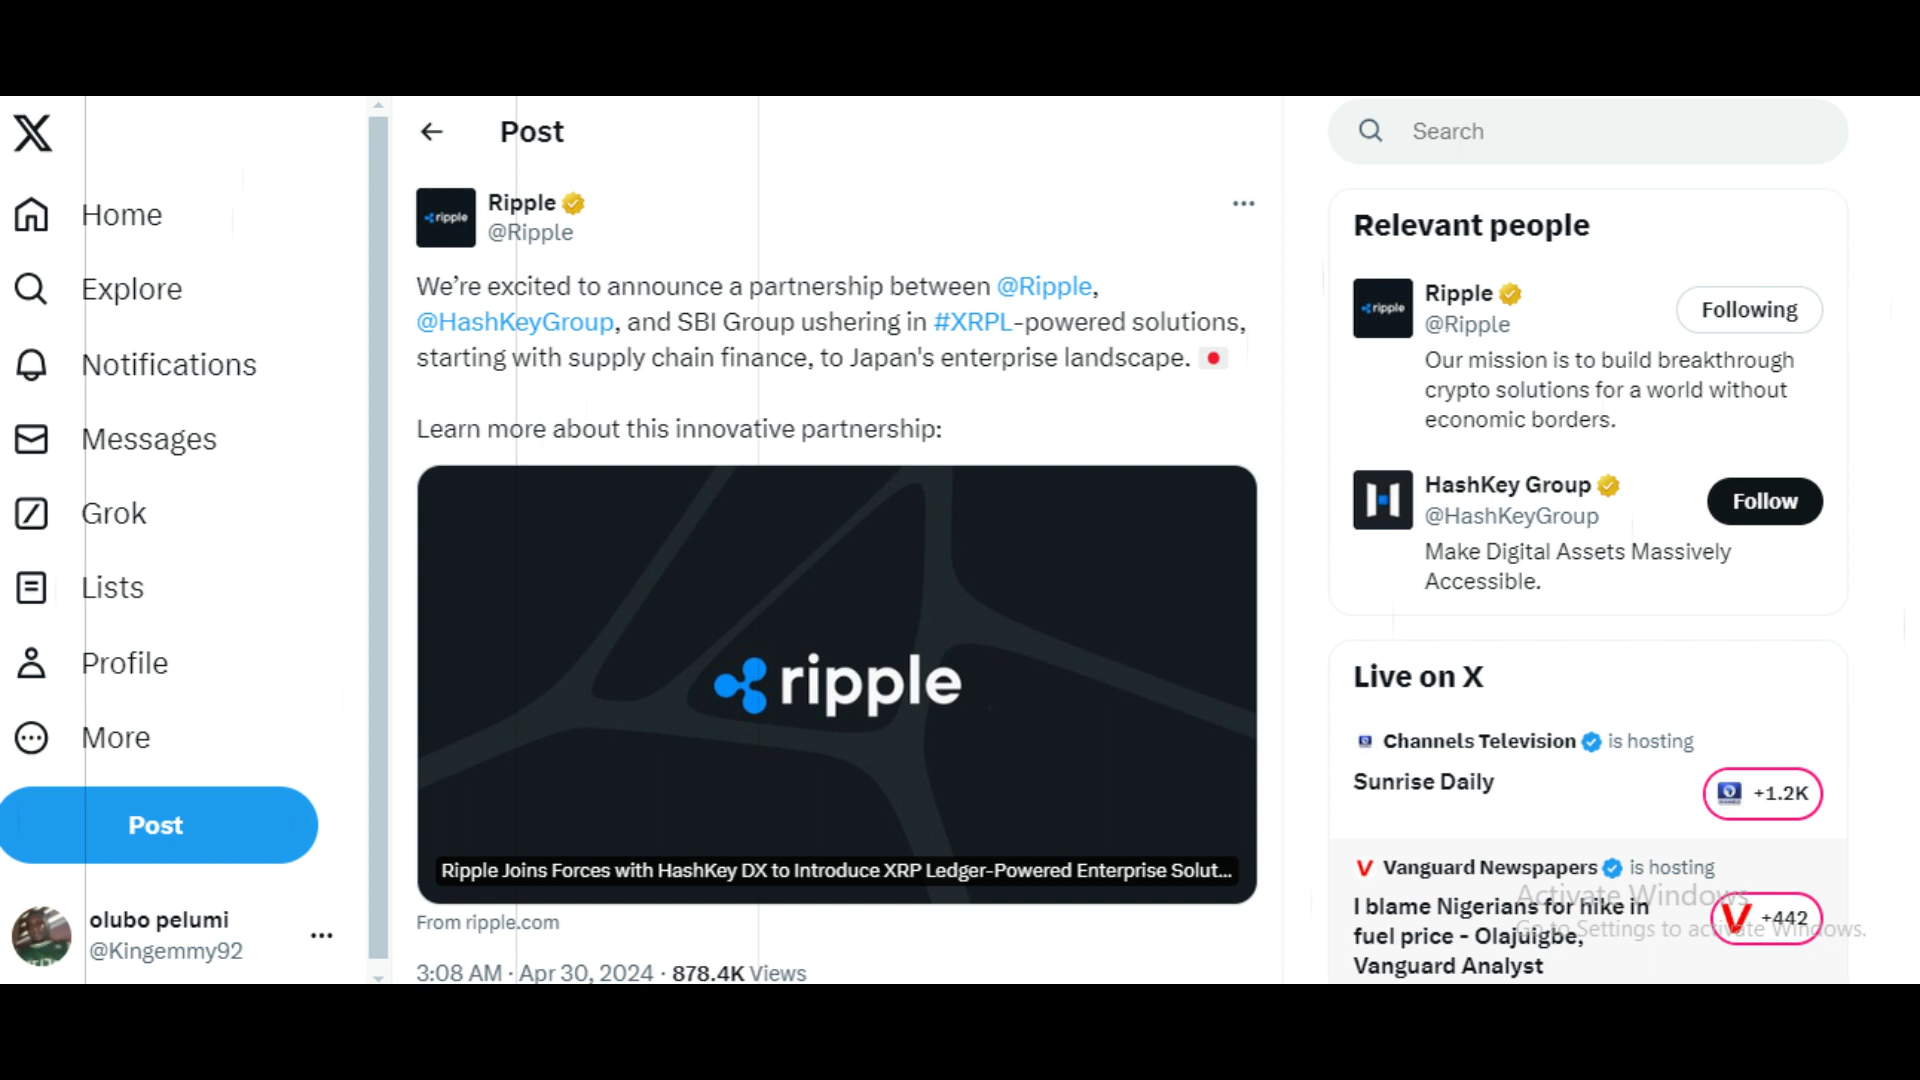 Home
Explore
Notifications
Messages
Grok
Lists
Profile
More
Post
olubo pelumi
@Kingemmy92
Post
ripple
Ripple
@Ripple
We're excited to announce a partnership between @Ripple,
@HashKeyGroup, and SBI Group ushering in #XRPL-powered solutions,
starting with supply chain finance, to Japan's enterprise landscape.
Learn more about this innovative partnership:
ripple
Ripple Joins Forces with HashKey DX to Introduce XRP Ledger-Powered Enterprise Solut...
From ripple.com
3:08 AM · Apr 30, 2024 · 878.4K Views
Search
Relevant people
ripple
Ripple
@Ripple
Following
Our mission is to build breakthrough
crypto solutions for a world without
economic borders.
HashKey Group
@HashKeyGroup
Follow
Make Digital Assets Massively
Accessible.
Live on X
Channels Television is hosting
Sunrise Daily
+1.2K
Vanguard Newspapers is hosting
I blame Nigerians for hike in
fuel price - Olajuigbe,
Vanguard Analyst
+442
Activate Windows
Go to Settings to activate Windows.